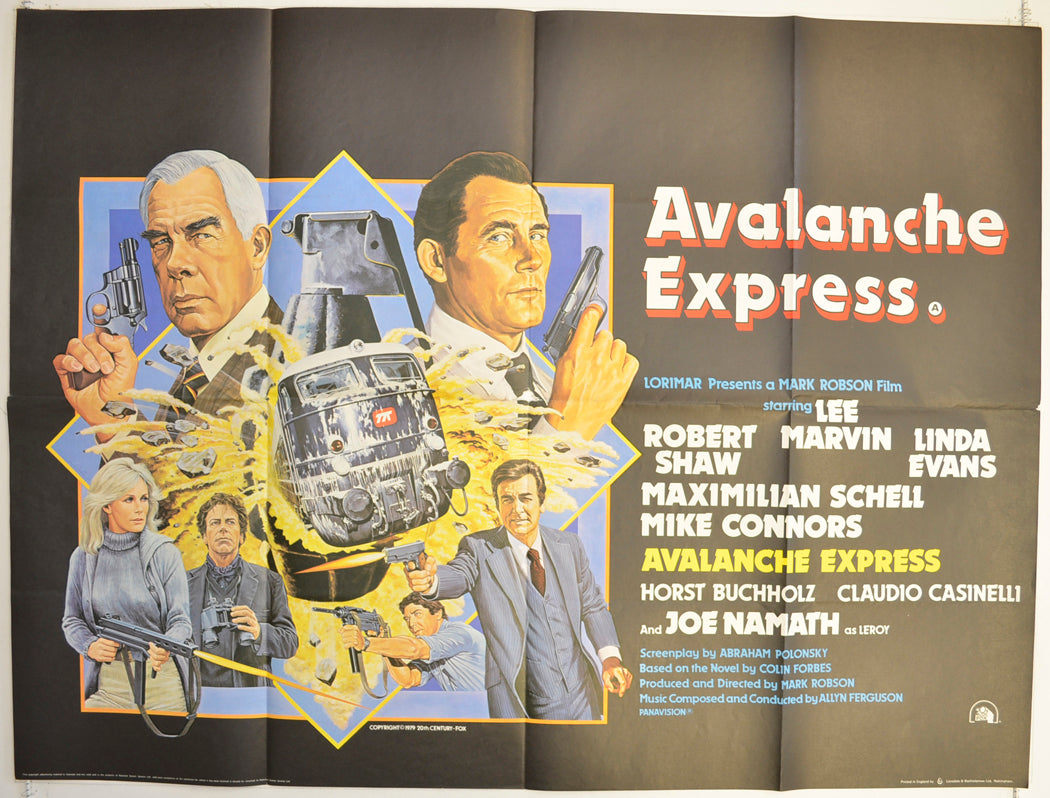 Avalanche
Express.
A
LORIMAR Presents a MARK ROBSON Film
starring LEE
ROBERT MARVIN LINDA
SHAW EVANS
MAXIMILIAN SCHELL
MIKE CONNORS
AVALANCHE EXPRESS
HORST BUCHHOLZ CLAUDIO CASINELLI
And JOE NAMATH as LEROY
Screenplay by ABRAHAM POLONSKY
Based on the Novel by COLIN FORBES
Produced and Directed by MARK ROBSON
Music Composed and Conducted by ALLYN FERGUSON
PANAVISION®
COPYRIGHT © 1979 20th CENTURY-FOX